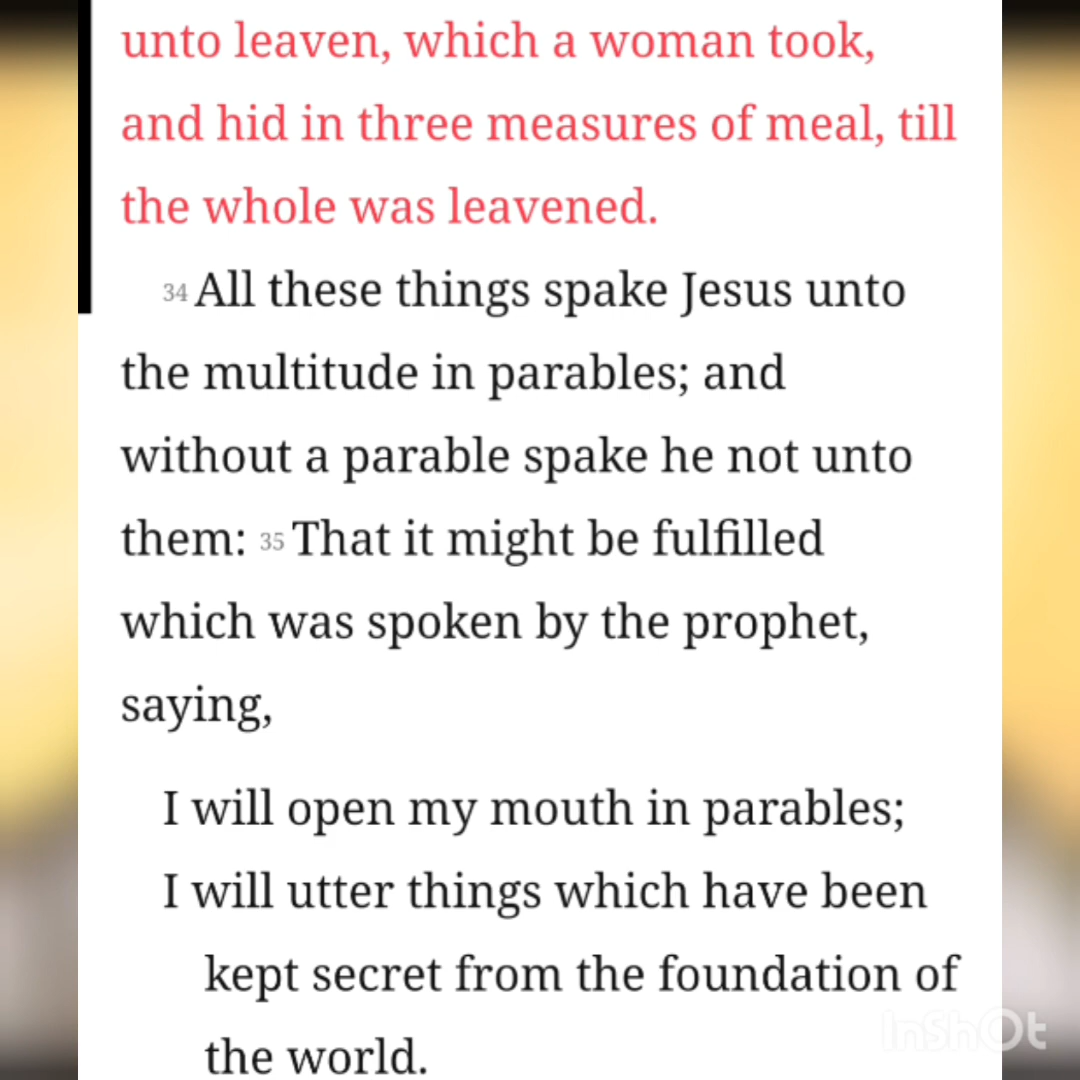 unto leaven, which a woman took,
and hid in three measures of meal, till
the whole was leavened.
34 All these things spake Jesus unto
the multitude in parables; and
without a parable spake he not unto
them: 35 That it might be fulfilled
which was spoken by the prophet,
saying,
I will open my mouth in parables;
I will utter things which have been
kept secret from the foundation of
the world.
InShOt